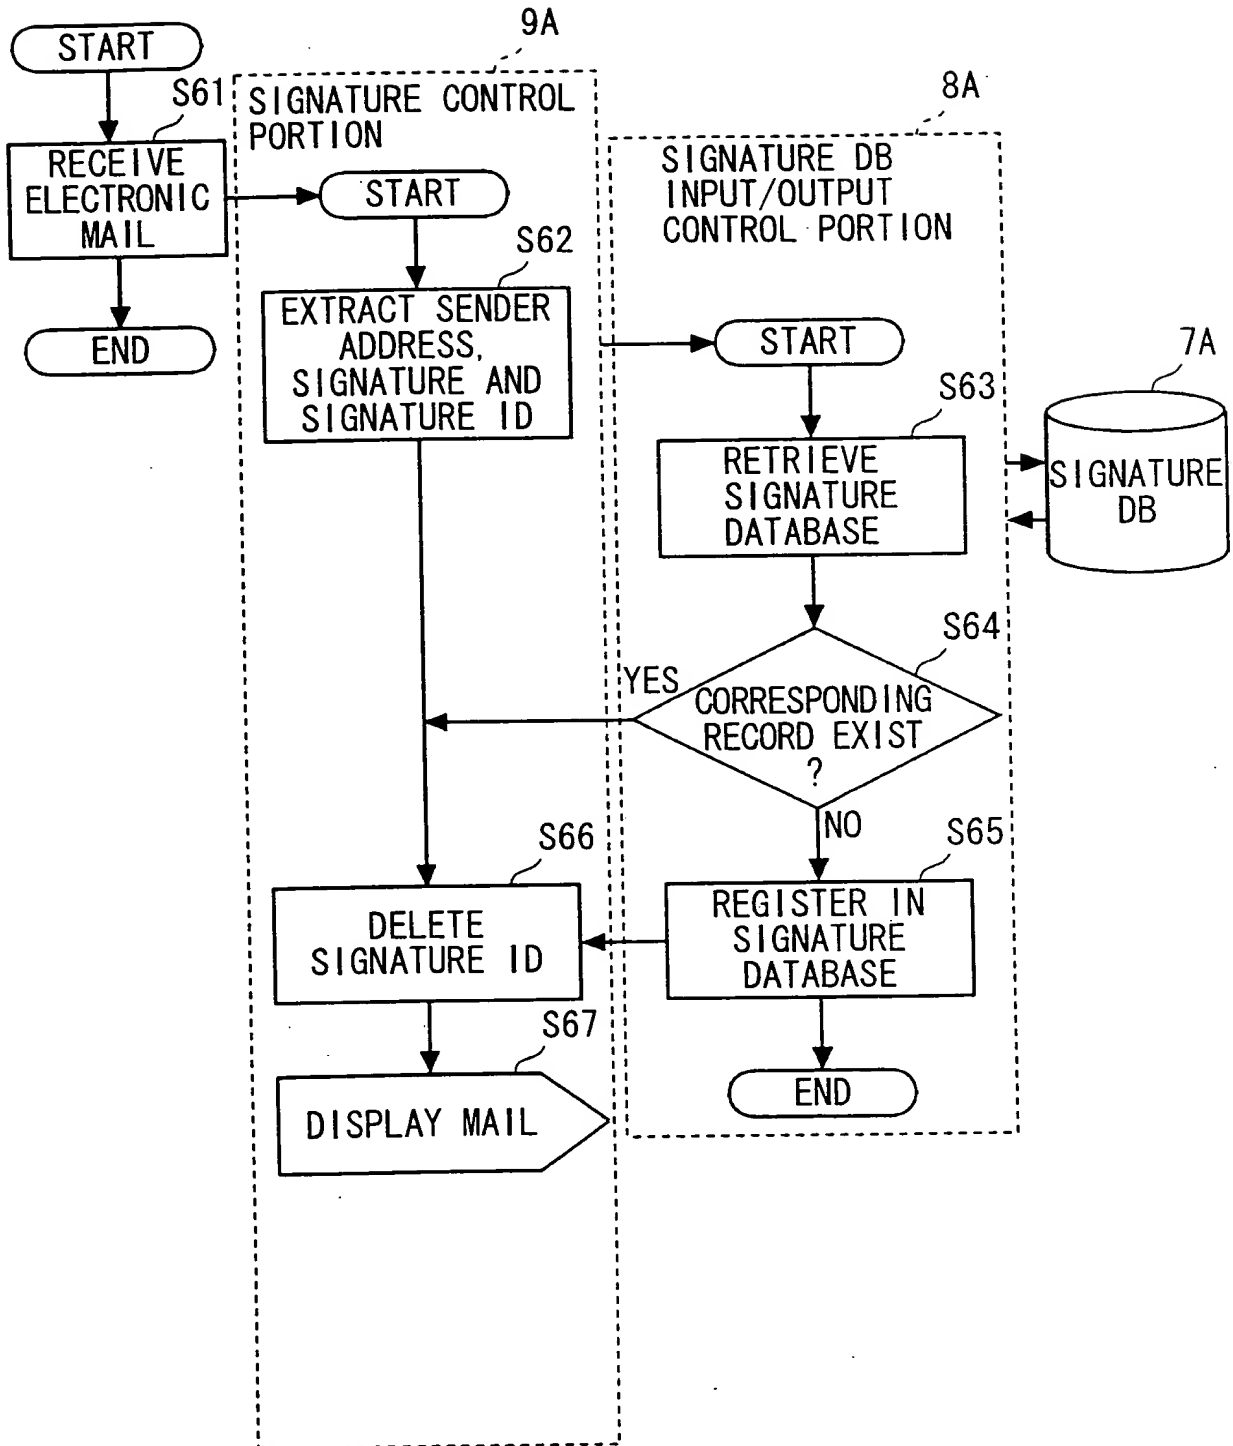 9A
START
S61
SIGNATURE CONTROL
PORTION
8A
RECEIVE
ELECTRONIC
MAIL
START
SIGNATURE DB
INPUT/OUTPUT
CONTROL PORTION
S62
END
EXTRACT SENDER
ADDRESS,
SIGNATURE AND
SIGNATURE ID
START
7A
S63
RETRIEVE
SIGNATURE
DATABASE
SIGNATURE
DB
S64
YES
CORRESPONDING
RECORD EXIST
?
NO
S66
S65
DELETE
SIGNATURE ID
REGISTER IN
SIGNATURE
DATABASE
S67
DISPLAY MAIL
END